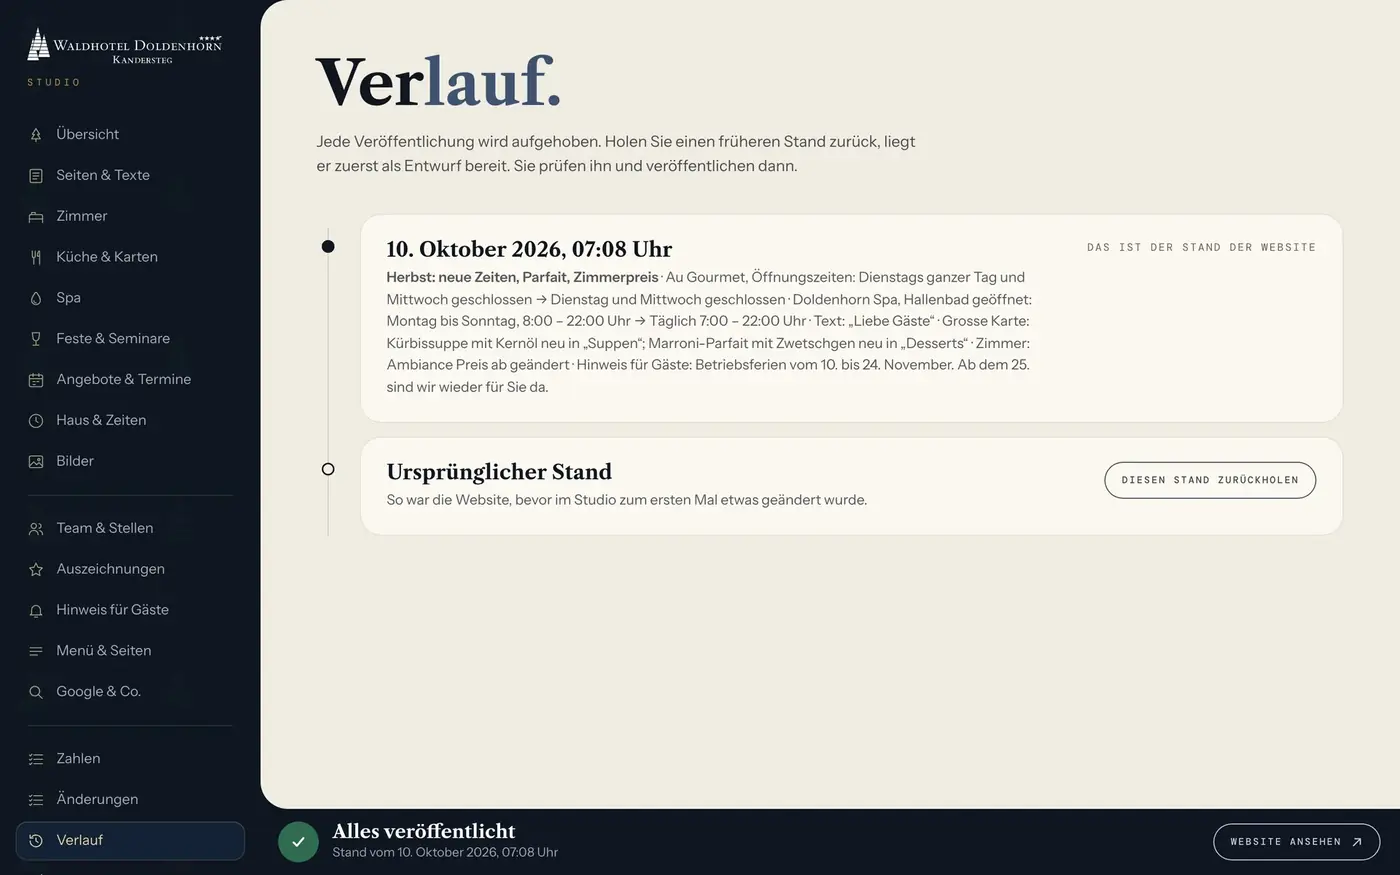 WALDHOTEL DOLDENHORN
KANDERSTEG
STUDIO
Übersicht
Seiten & Texte
Zimmer
Küche & Karten
Spa
Feste & Seminare
Angebote & Termine
Haus & Zeiten
Bilder
Team & Stellen
Auszeichnungen
Hinweis für Gäste
Menü & Seiten
Google & Co.
Zahlen
Änderungen
Verlauf
Verlauf.
Jede Veröffentlichung wird aufgehoben. Holen Sie einen früheren Stand zurück, liegt
er zuerst als Entwurf bereit. Sie prüfen ihn und veröffentlichen dann.
10. Oktober 2026, 07:08 Uhr
DAS IST DER STAND DER WEBSITE
Herbst: neue Zeiten, Parfait, Zimmerpreis · Au Gourmet, Öffnungszeiten: Dienstags ganzer Tag und
Mittwoch geschlossen → Dienstag und Mittwoch geschlossen · Doldenhorn Spa, Hallenbad geöffnet:
Montag bis Sonntag, 8:00 – 22:00 Uhr → Täglich 7:00 – 22:00 Uhr · Text: „Liebe Gäste“ · Grosse Karte:
Kürbissuppe mit Kernöl neu in „Suppen“; Marroni-Parfait mit Zwetschgen neu in „Desserts“ · Zimmer:
Ambiance Preis ab geändert · Hinweis für Gäste: Betriebsferien vom 10. bis 24. November. Ab dem 25.
sind wir wieder für Sie da.
Ursprünglicher Stand
DIESEN STAND ZURÜCKHOLEN
So war die Website, bevor im Studio zum ersten Mal etwas geändert wurde.
Alles veröffentlicht
Stand vom 10. Oktober 2026, 07:08 Uhr
WEBSITE ANSEHEN